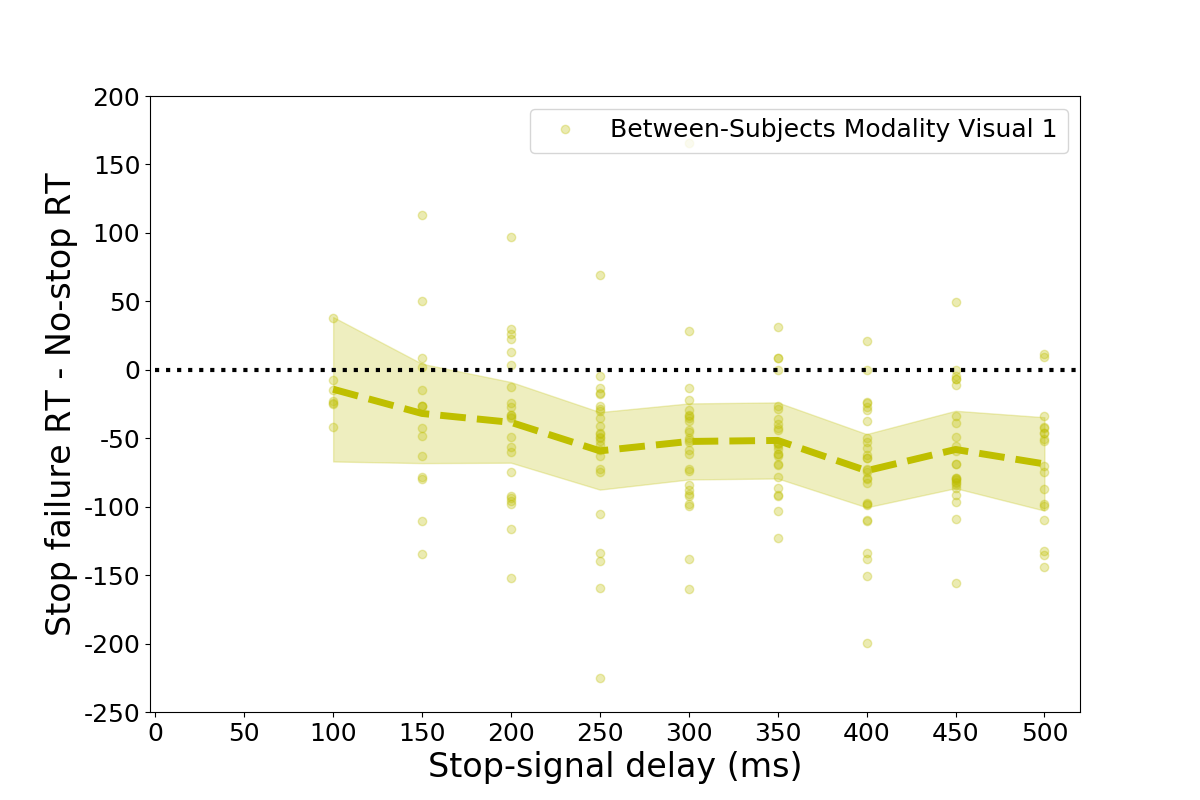 200
150
100
50
0
-50
-100
-150
-200
-250
Stop failure RT - No-stop RT
Between-Subjects Modality Visual 1
0 50 100 150 200 250 300 350 400 450 500
Stop-signal delay (ms)